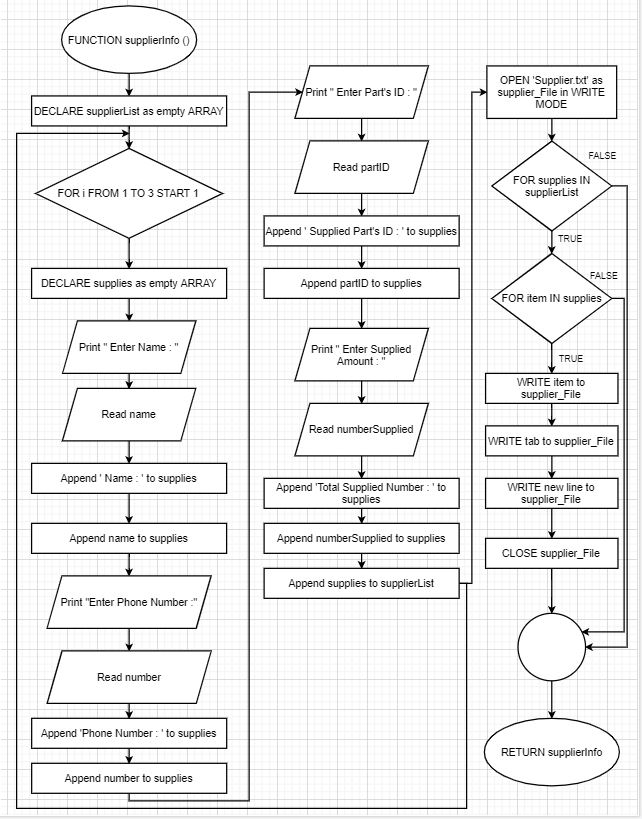 FUNCTION supplierInfo ()
DECLARE supplierList as empty ARRAY
FOR i FROM 1 TO 3 START 1
DECLARE supplies as empty ARRAY
Print " Enter Name : "
Read name
Append ' Name : ' to supplies
Append name to supplies
Print "Enter Phone Number :"
Read number
Append 'Phone Number : ' to supplies
Append number to supplies
Print " Enter Part's ID : "
Read partID
Append ' Supplied Part's ID : ' to supplies
Append partID to supplies
Print " Enter Supplied
Amount : "
Read numberSupplied
Append 'Total Supplied Number : ' to
supplies
Append numberSupplied to supplies
Append supplies to supplierList
OPEN 'Supplier.txt' as
supplier_File in WRITE
MODE
FALSE
FOR supplies IN
supplierList
TRUE
FALSE
FOR item IN supplies
TRUE
WRITE item to
supplier_File
WRITE tab to supplier_File
WRITE new line to
supplier_File
CLOSE supplier_File
RETURN supplierInfo